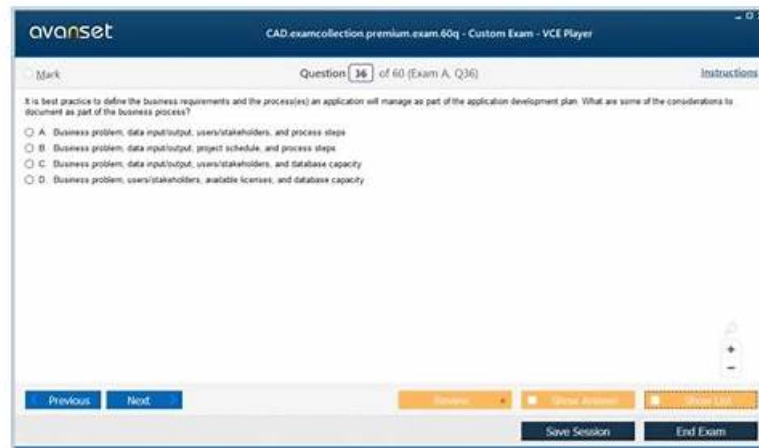 avanset
CAD.examcollection.premium.exam.60q - Custom Exam - VCE Player
Mark
Question 36 of 60 (Exam A, Q36)
Instructions
It is best practice to define the business requirements and the process(es) an application will manage as part of the application development plan. What are some of the considerations to
document as part of the business process?
A. Business problem, data input/output, users/stakeholders, and process steps
B. Business problem, data input/output, project schedule, and process steps
C. Business problem, data input/output, users/stakeholders, and database capacity
D. Business problem, users/stakeholders, available licenses, and database capacity
Previous
Next
Review
Show Answer
Show List
Save Session
End Exam